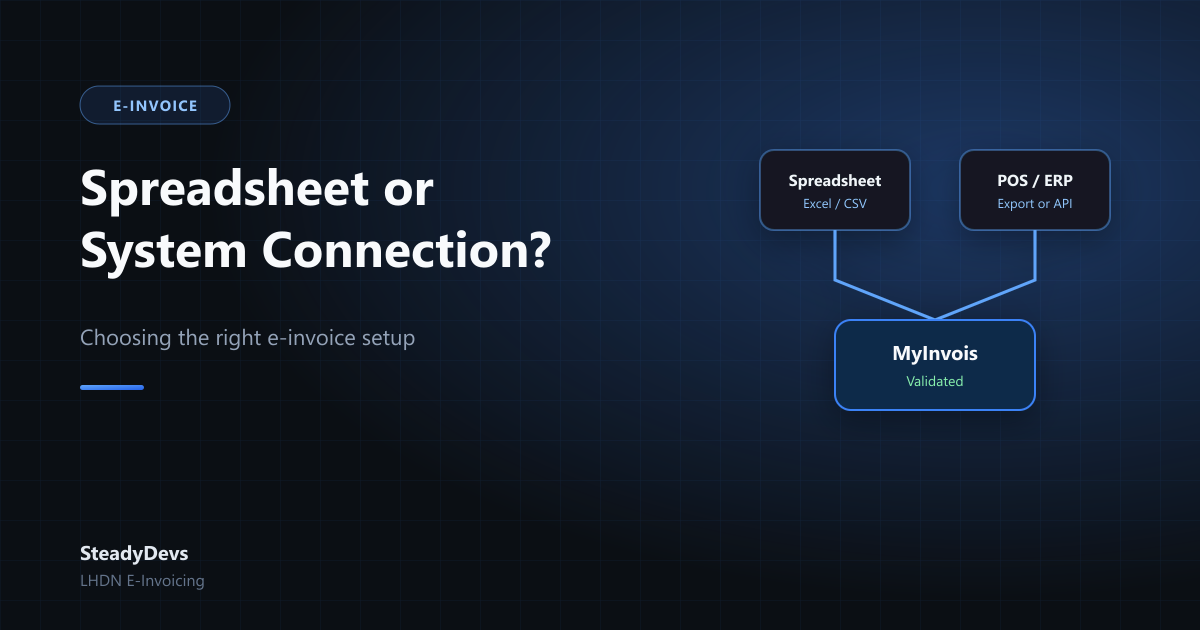 E-INVOICE
Spreadsheet or
System Connection?
Choosing the right e-invoice setup
Spreadsheet
Excel / CSV
POS / ERP
Export or API
MyInvois
Validated
SteadyDevs
LHDN E-Invoicing